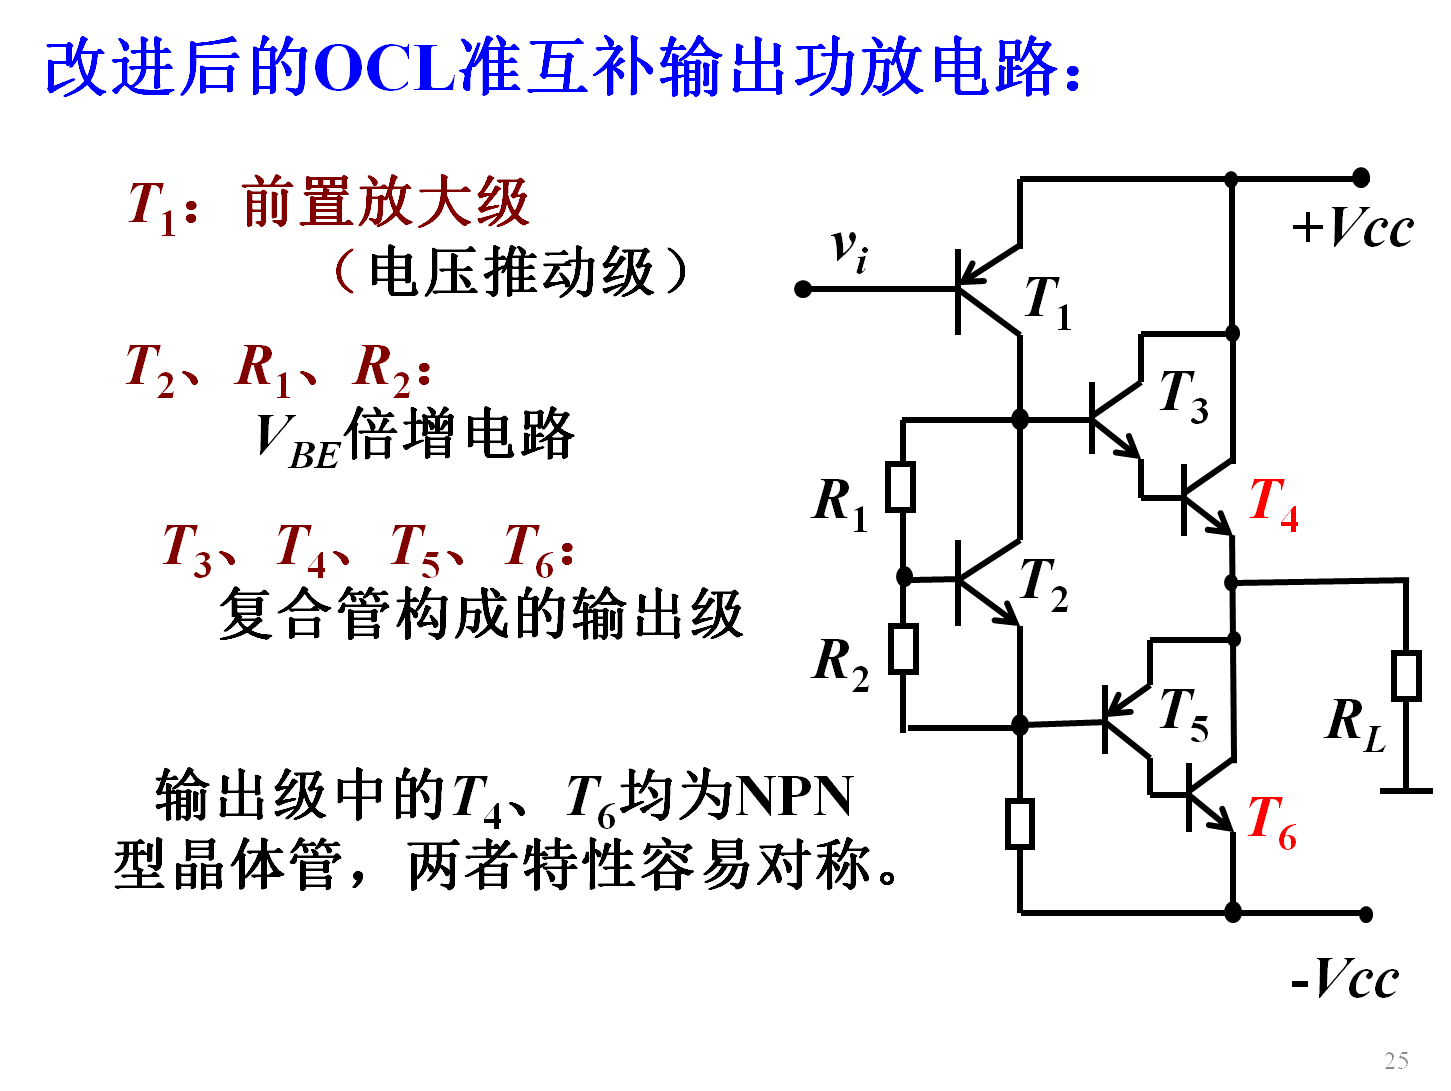 改进后的OCL准互补输出功放电路：
T1：前置放大级
（电压推动级）
T2、R1、R2：
VBE倍增电路
T3、T4、T5、T6：
复合管构成的输出级
输出级中的T4、T6均为NPN
型晶体管，两者特性容易对称。
+Vcc
vi
T1
T3
R1
T4
T2
R2
T5
RL
T6
-Vcc
25